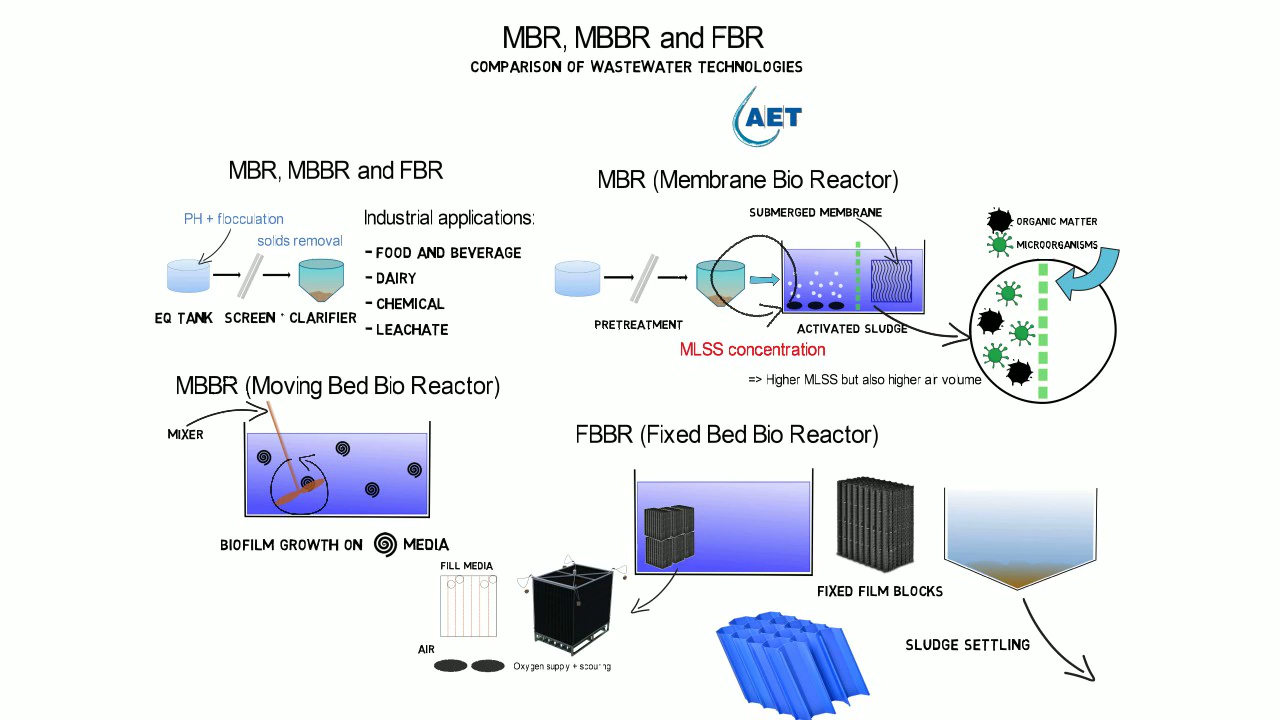 MBR, MBBR and FBR
COMPARISON OF WASTEWATER TECHNOLOGIES
AET
MBR, MBBR and FBR
PH + flocculation
solids removal
EQ TANK
SCREEN
CLARIFIER
Industrial applications:
- FOOD AND BEVERAGE
- DAIRY
- CHEMICAL
- LEACHATE
MBR (Membrane Bio Reactor)
SUBMERGED MEMBRANE
ORGANIC MATTER
MICROORGANISMS
PRETREATMENT
ACTIVATED SLUDGE
MLSS concentration
=> Higher MLSS but also higher air volume
MBBR (Moving Bed Bio Reactor)
MIXER
BIOFILM GROWTH ON MEDIA
FBBR (Fixed Bed Bio Reactor)
FILL MEDIA
AIR
Oxygen supply + scouring
FIXED FILM BLOCKS
SLUDGE SETTLING